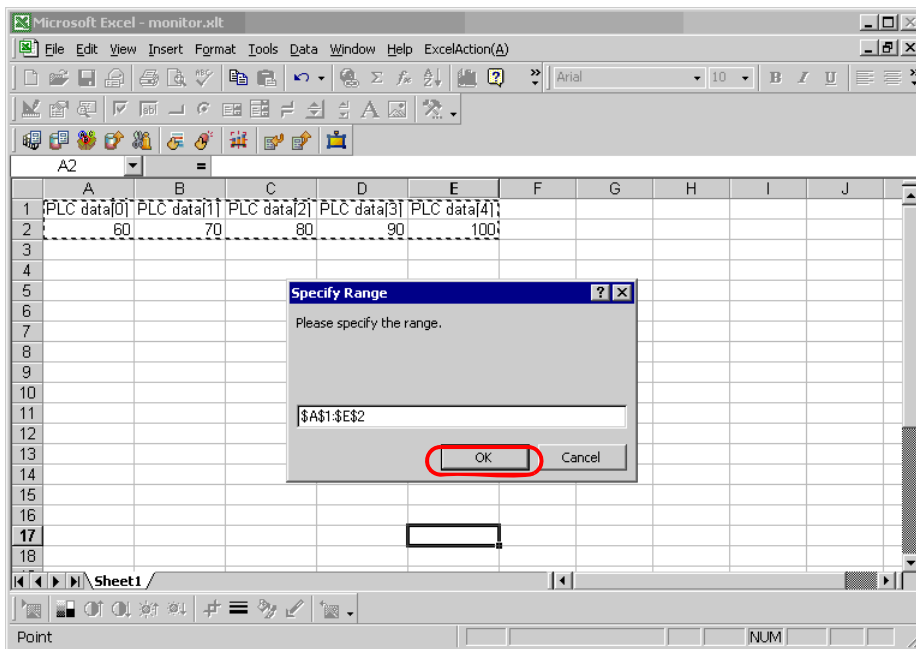 Microsoft Excel - monitor.xlt
File Edit View Insert Format Tools Data Window Help ExcelAction(A)
Arial 10 B I U
A2 =
A B C D E F G H I J
1 PLC data[0] PLC data[1] PLC data[2] PLC data[3] PLC data[4]
2 60 70 80 90 100
3
4
5
6
7
8
9
10
11
12
13
14
15
16
17
18
Specify Range
Please specify the range.
$A$1:$E$2
OK Cancel
Sheet1
Point NUM